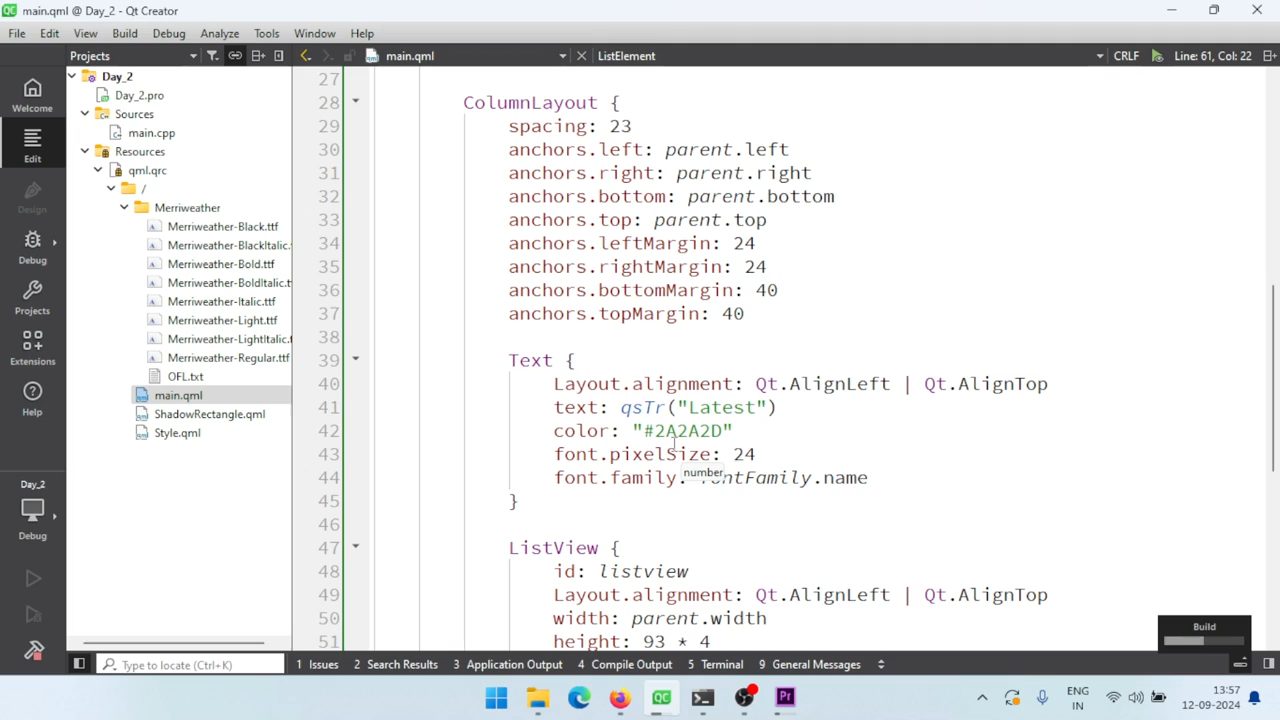 main.qml @ Day_2 - Qt Creator
File Edit View Build Debug Analyze Tools Window Help
Projects main.qml ListElement CRLF Line: 61, Col: 22
Welcome
Edit
Design
Debug
Projects
Extensions
Help
Day_2
Debug
Day_2
Day_2.pro
Sources
main.cpp
Resources
qml.qrc
/
Merriweather
Merriweather-Black.ttf
Merriweather-BlackItalic.t
Merriweather-Bold.ttf
Merriweather-BoldItalic.tt
Merriweather-Italic.ttf
Merriweather-Light.ttf
Merriweather-LightItalic.t
Merriweather-Regular.ttf
OFL.txt
main.qml
ShadowRectangle.qml
Style.qml
27
28 ColumnLayout {
29 spacing: 23
30 anchors.left: parent.left
31 anchors.right: parent.right
32 anchors.bottom: parent.bottom
33 anchors.top: parent.top
34 anchors.leftMargin: 24
35 anchors.rightMargin: 24
36 anchors.bottomMargin: 40
37 anchors.topMargin: 40
38
39 Text {
40 Layout.alignment: Qt.AlignLeft | Qt.AlignTop
41 text: qsTr("Latest")
42 color: "#2A2A2D"
43 font.pixelSize: 24
number
44 font.family: fontFamily.name
45 }
46
47 ListView {
48 id: listview
49 Layout.alignment: Qt.AlignLeft | Qt.AlignTop
50 width: parent.width
51 height: 93 * 4
Build
Type to locate (Ctrl+K) 1 Issues 2 Search Results 3 Application Output 4 Compile Output 5 Terminal 9 General Messages
QC Pr ENG
IN
13:57
12-09-2024